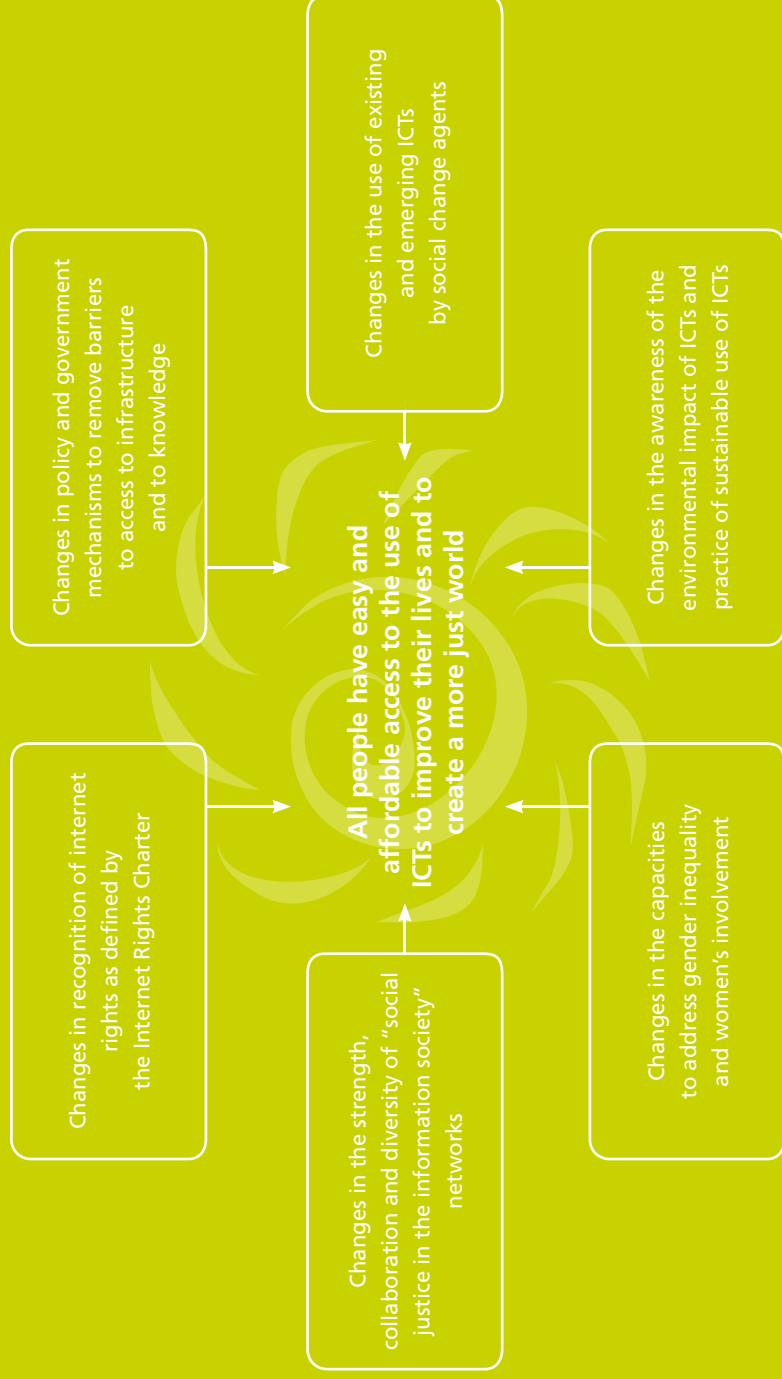 Changes in recognition of internet
rights as defined by
the Internet Rights Charter
Changes in policy and government
mechanisms to remove barriers
to access to infrastructure
and to knowledge
Changes in the strength,
collaboration and diversity of “social
justice in the information society”
networks
All people have easy and
affordable access to the use of
ICTs to improve their lives and to
create a more just world
Changes in the use of existing
and emerging ICTs
by social change agents
Changes in the capacities
to address gender inequality
and women’s involvement
Changes in the awareness of the
environmental impact of ICTs and
practice of sustainable use of ICTs